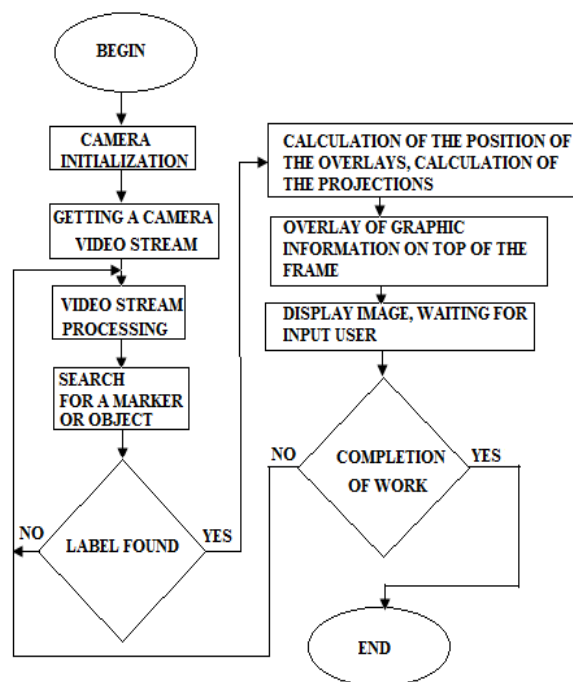 BEGIN
CAMERA
INITIALIZATION
GETTING A CAMERA
VIDEO STREAM
VIDEO STREAM
PROCESSING
SEARCH
FOR A MARKER
OR OBJECT
NO
YES
LABEL FOUND
CALCULATION OF THE POSITION OF
THE OVERLAYS, CALCULATION OF
THE PROJECTIONS
OVERLAY OF GRAPHIC
INFORMATION ON TOP OF THE
FRAME
DISPLAY IMAGE, WAITING FOR
INPUT USER
NO
YES
COMPLETION
OF WORK
END